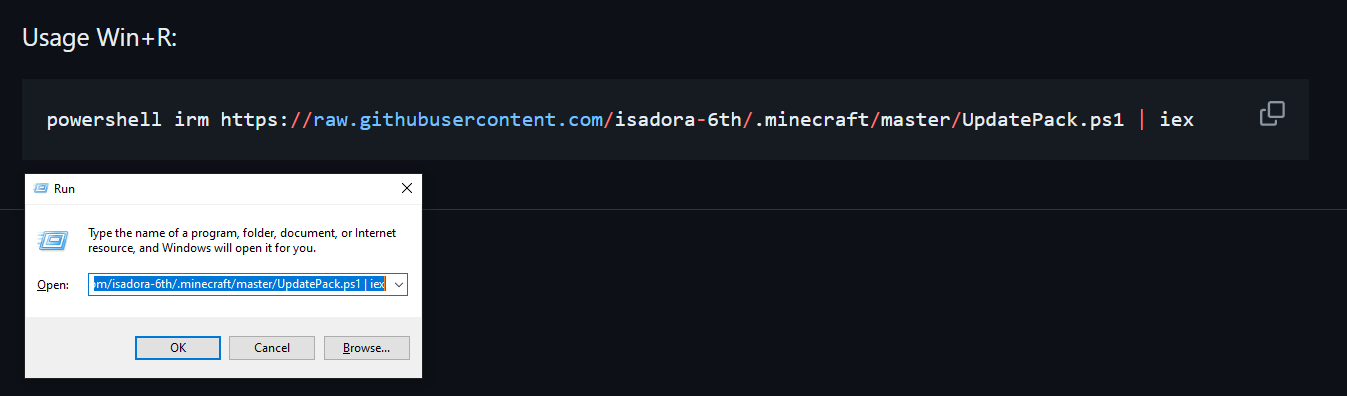 Usage Win+R:
powershell irm https://raw.githubusercontent.com/isadora-6th/.minecraft/master/UpdatePack.ps1 | iex
Run
Type the name of a program, folder, document, or Internet
resource, and Windows will open it for you.
Open: om/isadora-6th/.minecraft/master/UpdatePack.ps1 | iex
OK Cancel Browse...